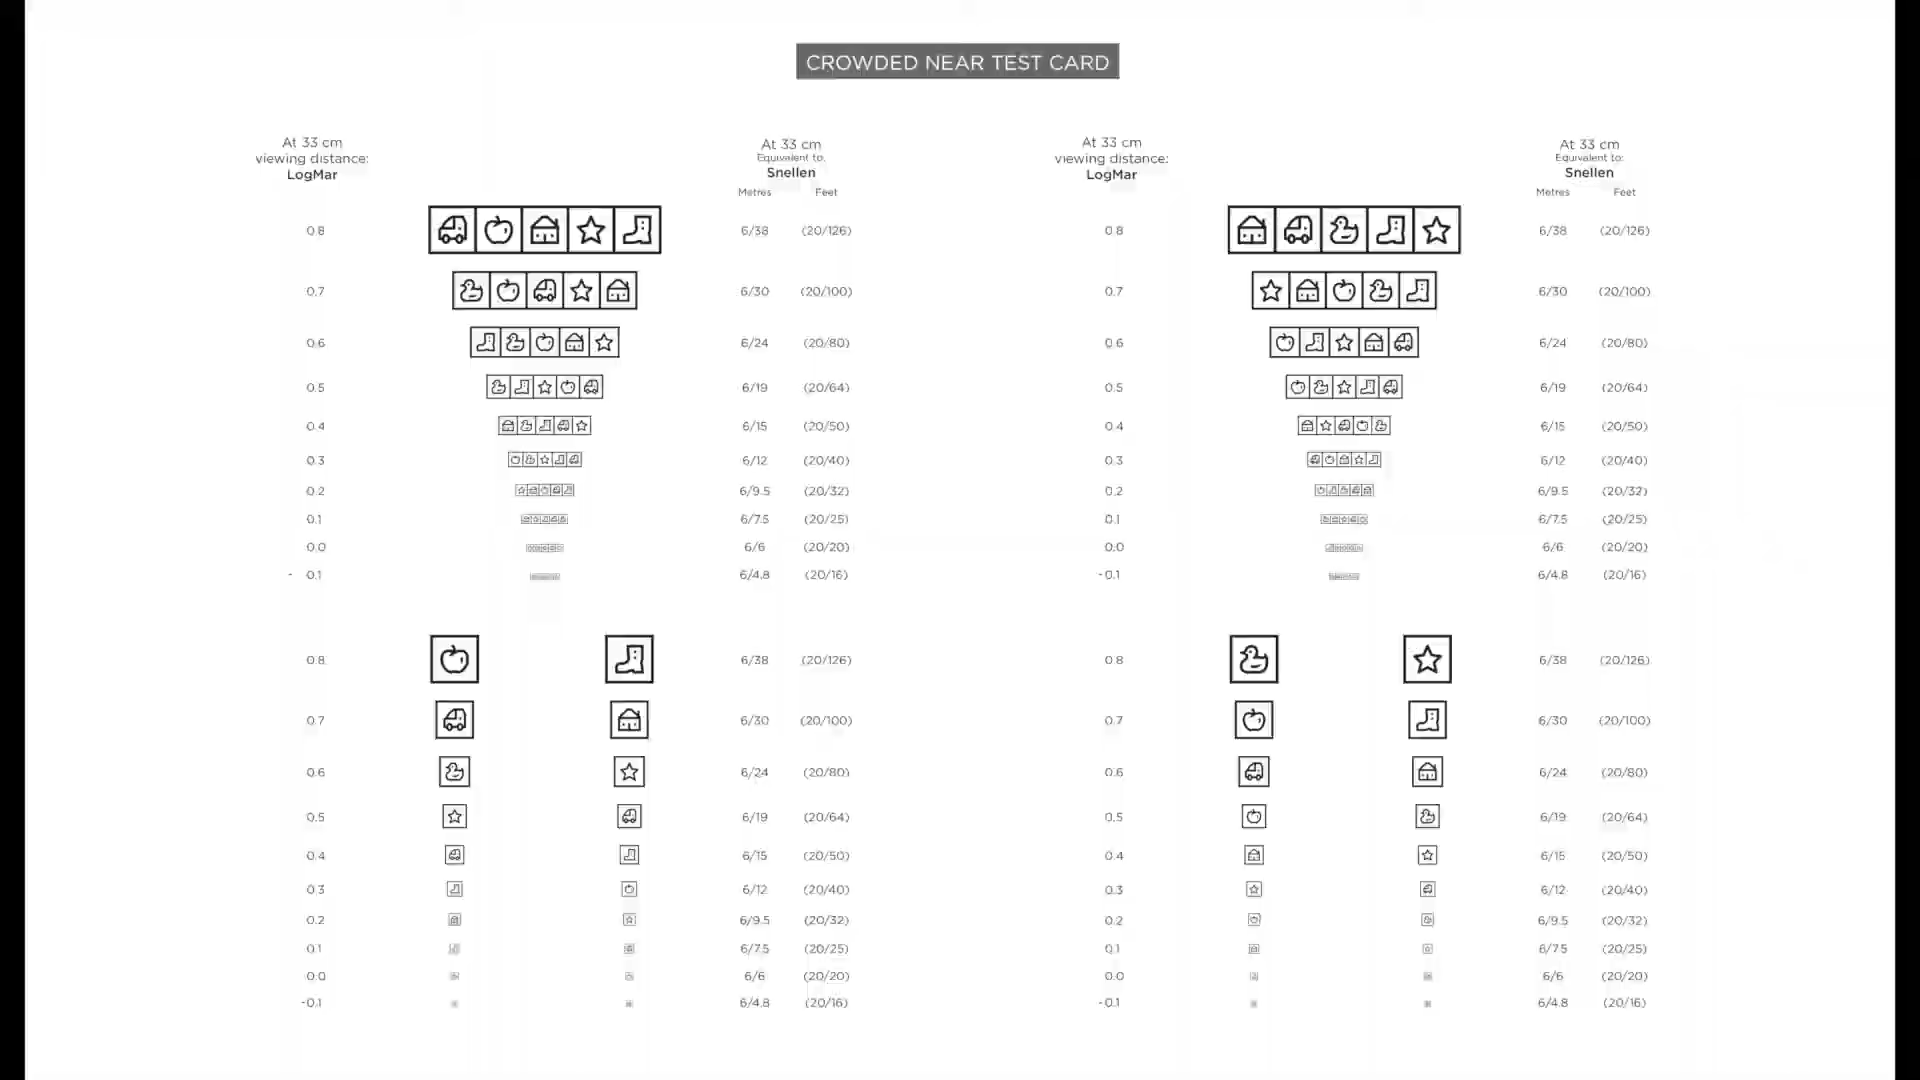 CROWDED NEAR TEST CARD
At 33 cm
viewing distance:
LogMar
At 33 cm
Equivalent to:
Snellen
Metres Feet
0.8 6/38 (20/126)
0.7 6/30 (20/100)
0.6 6/24 (20/80)
0.5 6/19 (20/64)
0.4 6/15 (20/50)
0.3 6/12 (20/40)
0.2 6/9.5 (20/32)
0.1 6/7.5 (20/25)
0.0 6/6 (20/20)
- 0.1 6/4.8 (20/16)
0.8 6/38 (20/126)
0.7 6/30 (20/100)
0.6 6/24 (20/80)
0.5 6/19 (20/64)
0.4 6/15 (20/50)
0.3 6/12 (20/40)
0.2 6/9.5 (20/32)
0.1 6/7.5 (20/25)
0.0 6/6 (20/20)
-0.1 6/4.8 (20/16)
At 33 cm
viewing distance:
LogMar
At 33 cm
Equivalent to:
Snellen
Metres Feet
0.8 6/38 (20/126)
0.7 6/30 (20/100)
0.6 6/24 (20/80)
0.5 6/19 (20/64)
0.4 6/15 (20/50)
0.3 6/12 (20/40)
0.2 6/9.5 (20/32)
0.1 6/7.5 (20/25)
0.0 6/6 (20/20)
-0.1 6/4.8 (20/16)
0.8 6/38 (20/126)
0.7 6/30 (20/100)
0.6 6/24 (20/80)
0.5 6/19 (20/64)
0.4 6/15 (20/50)
0.3 6/12 (20/40)
0.2 6/9.5 (20/32)
0.1 6/7.5 (20/25)
0.0 6/6 (20/20)
-0.1 6/4.8 (20/16)